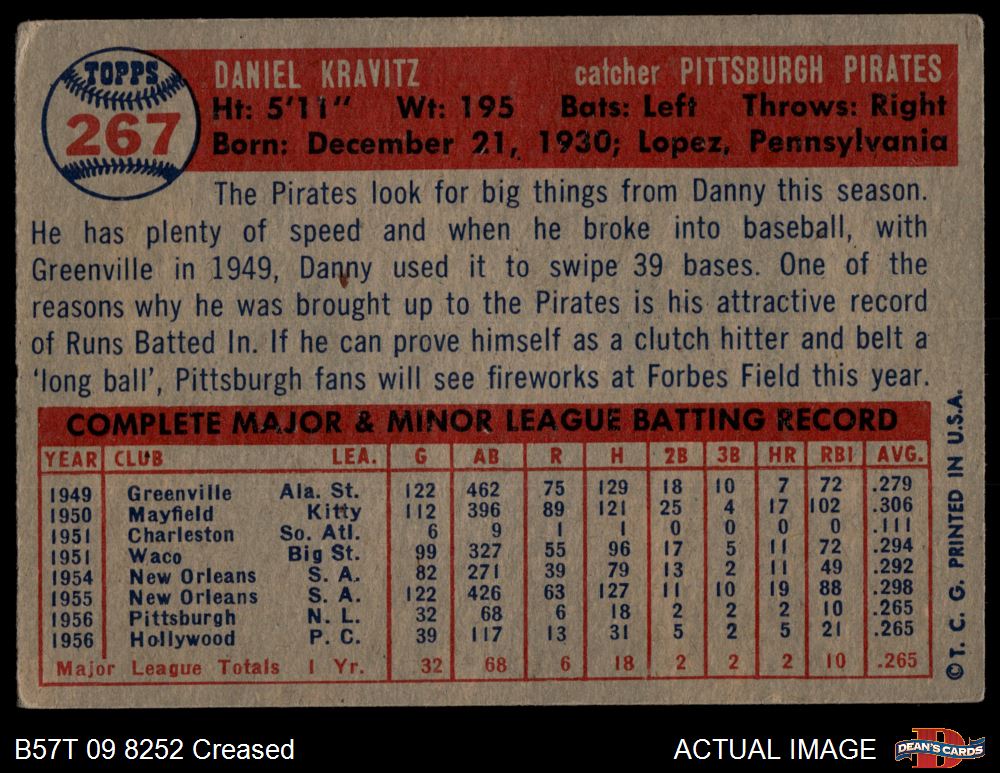 TOPPS
267
DANIEL KRAVITZ catcher PITTSBURGH PIRATES
Ht: 5'11" Wt: 195 Bats: Left Throws: Right
Born: December 21, 1930; Lopez, Pennsylvania
The Pirates look for big things from Danny this season.
He has plenty of speed and when he broke into baseball, with
Greenville in 1949, Danny used it to swipe 39 bases. One of the
reasons why he was brought up to the Pirates is his attractive record
of Runs Batted In. If he can prove himself as a clutch hitter and belt a
'long ball', Pittsburgh fans will see fireworks at Forbes Field this year.
COMPLETE MAJOR & MINOR LEAGUE BATTING RECORD
YEAR CLUB LEA. G AB R H 2B 3B HR RBI AVG.
1949 Greenville Ala. St. 122 462 75 129 18 10 7 72 .279
1950 Mayfield Kitty 112 396 89 121 25 4 17 102 .306
1951 Charleston So. Atl. 6 9 1 1 0 0 0 0 .111
1951 Waco Big St. 99 327 55 96 17 5 11 72 .294
1954 New Orleans S. A. 82 271 39 79 13 2 11 49 .292
1955 New Orleans S. A. 122 426 63 127 11 10 19 88 .298
1956 Pittsburgh N. L. 32 68 6 18 2 2 2 10 .265
1956 Hollywood P. C. 39 117 13 31 5 2 5 21 .265
Major League Totals 1 Yr. 32 68 6 18 2 2 2 10 .265
© T. C. G. PRINTED IN U.S.A.
B57T 09 8252 Creased
ACTUAL IMAGE
D
DEAN'S CARDS